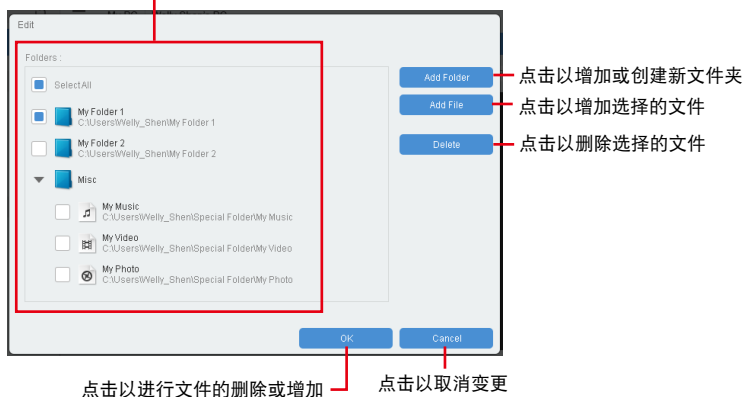 Edit
Folders :
SelectAll
Add Folder
点击以增加或创建新文件夹
My Folder 1
C:\Users\Welly_Shen\My Folder 1
Add File
点击以增加选择的文件
My Folder 2
C:\Users\Welly_Shen\My Folder 2
Delete
点击以删除选择的文件
Misc
My Music
C:\Users\Welly_Shen\Special Folder\My Music
My Video
C:\Users\Welly_Shen\Special Folder\My Video
My Photo
C:\Users\Welly_Shen\Special Folder\My Photo
OK
Cancel
点击以进行文件的删除或增加
点击以取消变更